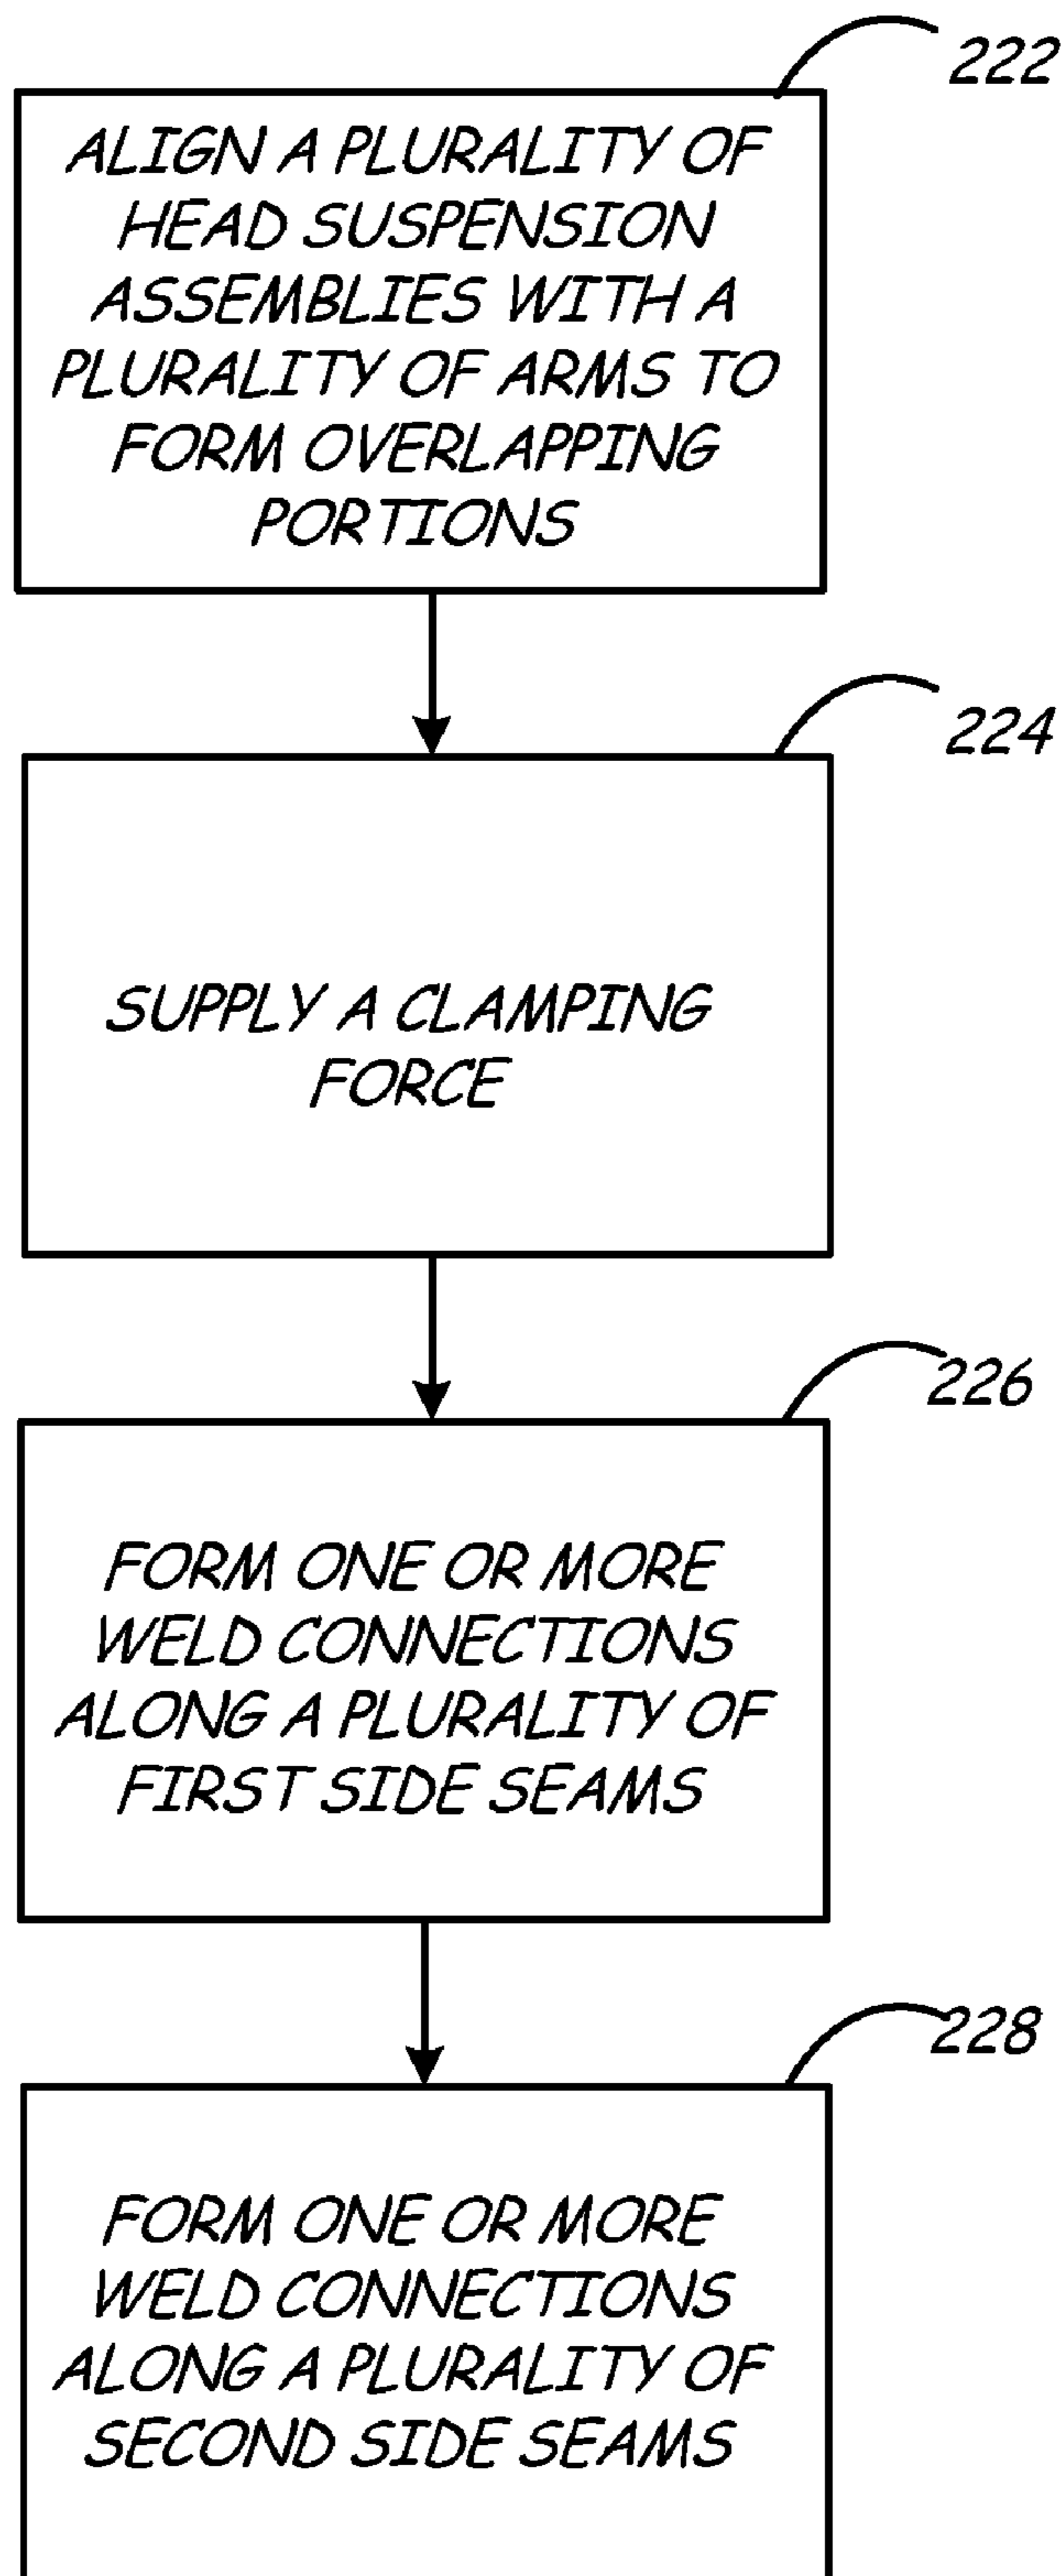 222
ALIGN A PLURALITY OF
HEAD SUSPENSION
ASSEMBLIES WITH A
PLURALITY OF ARMS TO
FORM OVERLAPPING
PORTIONS
224
SUPPLY A CLAMPING
FORCE
226
FORM ONE OR MORE
WELD CONNECTIONS
ALONG A PLURALITY OF
FIRST SIDE SEAMS
228
FORM ONE OR MORE
WELD CONNECTIONS
ALONG A PLURALITY OF
SECOND SIDE SEAMS